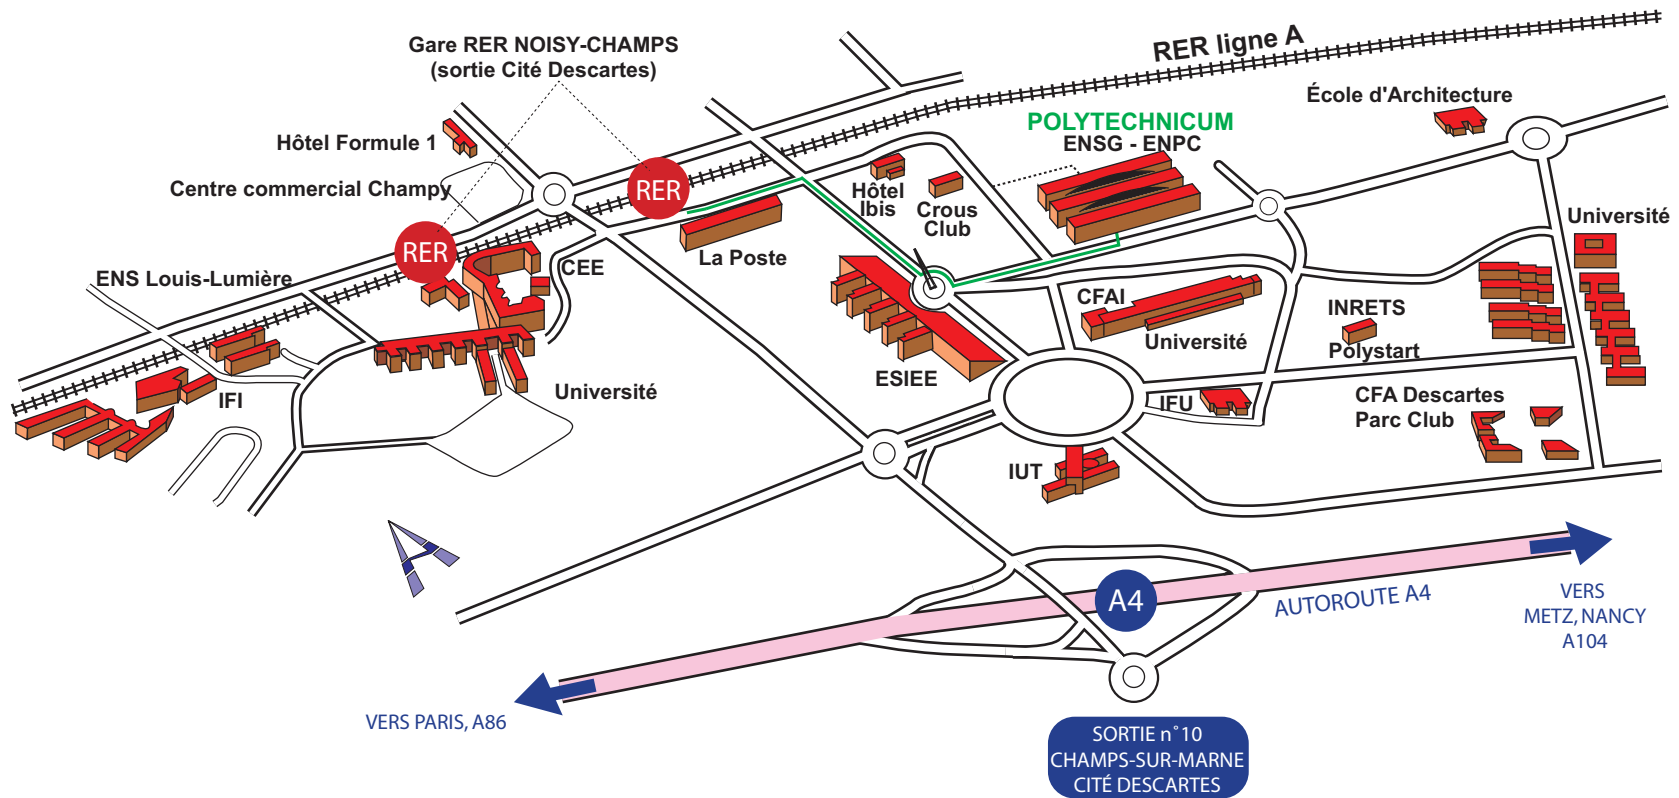 Gare RER NOISY-CHAMPS
(sortie Cité Descartes)
RER ligne A
École d'Architecture
POLYTECHNICUM
ENSG - ENPC
Hôtel Formule 1
Centre commercial Champy
RER
RER
Hôtel
Ibis
Crous
Club
Université
La Poste
CEE
ENS Louis-Lumière
CFAI
Université
INRETS
Polystart
ESIEE
IFI
Université
IFU
CFA Descartes
Parc Club
IUT
A4
AUTOROUTE A4
VERS
METZ, NANCY
A104
VERS PARIS, A86
SORTIE n°10
CHAMPS-SUR-MARNE
CITÉ DESCARTES